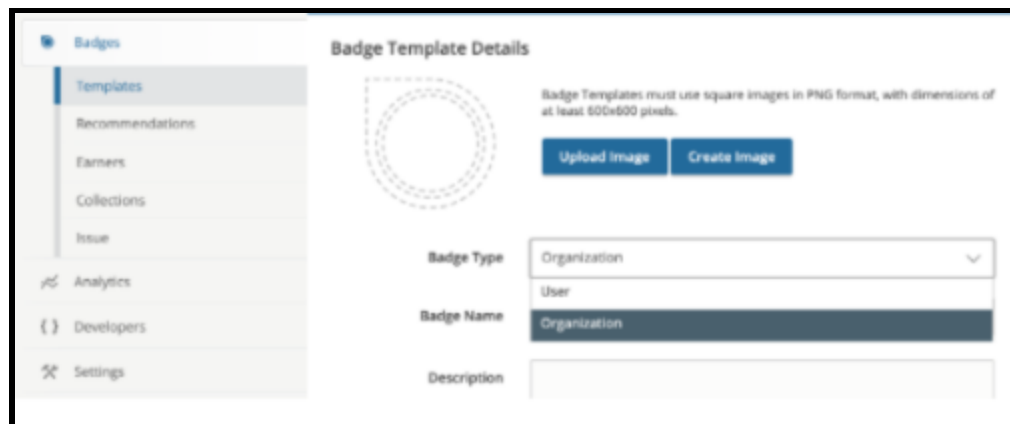 Badges
Templates
Recommendations
Earners
Collections
Issue
Analytics
Developers
Settings
Badge Template Details
Badge Templates must use square images in PNG format, with dimensions of
at least 600x600 pixels.
Upload Image
Create Image
Badge Type
Organization
User
Organization
Badge Name
Description